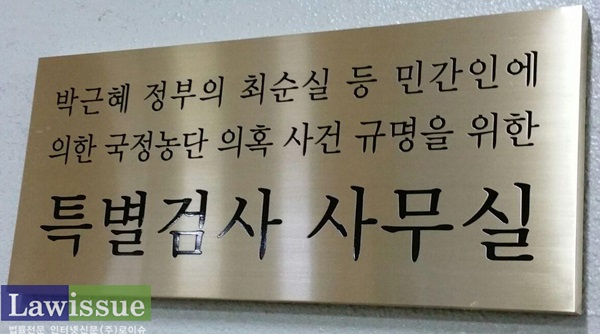 박근혜 정부의 최순실 등 민간인에
의한 국정농단 의혹 사건 규명을 위한
특별검사 사무실
Lawissue
법률전문 인터넷신문(주)로이슈